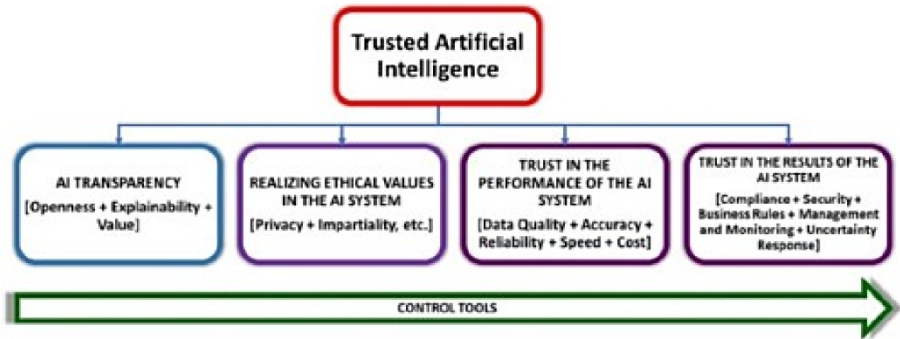 Trusted Artificial
Intelligence
AI TRANSPARENCY
[Openness + Explainability +
Value]
REALIZING ETHICAL VALUES
IN THE AI SYSTEM
[Privacy + Impartiality, etc.]
TRUST IN THE
PERFORMANCE OF THE AI
SYSTEM
[Data Quality + Accuracy +
Reliability + Speed + Cost]
TRUST IN THE RESULTS OF THE
AI SYSTEM
[Compliance + Security +
Business Rules + Management
and Monitoring + Uncertainty
Response]
CONTROL TOOLS